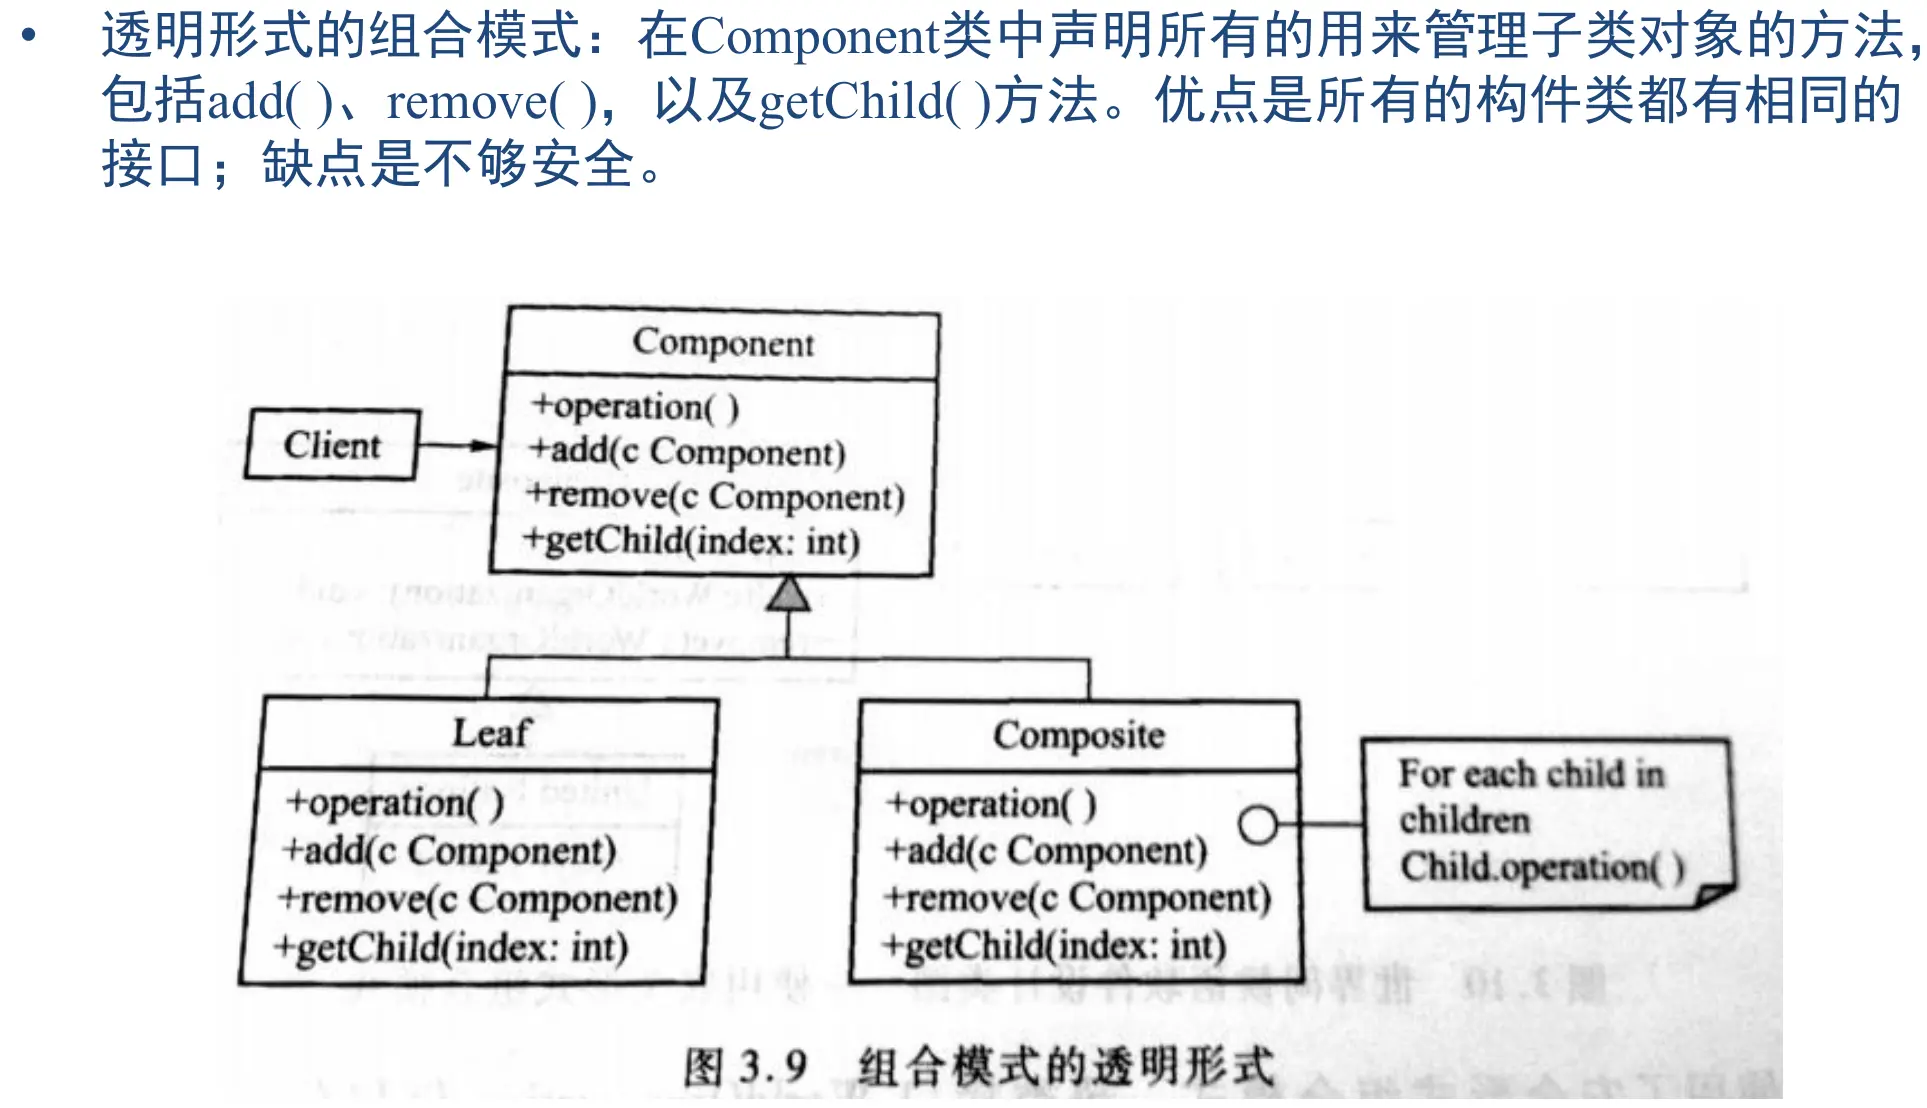 • 透明形式的组合模式：在Component类中声明所有的用来管理子类对象的方法，
包括add( )、remove( )，以及getChild( )方法。优点是所有的构件类都有相同的
接口；缺点是不够安全。
Component
+operation( )
+add(c Component)
+remove(c Component)
+getChild(index: int)
Client
Leaf
+operation( )
+add(c Component)
+remove(c Component)
+getChild(index: int)
Composite
+operation( )
+add(c Component)
+remove(c Component)
+getChild(index: int)
For each child in
children
Child.operation( )
图 3.9 组合模式的透明形式